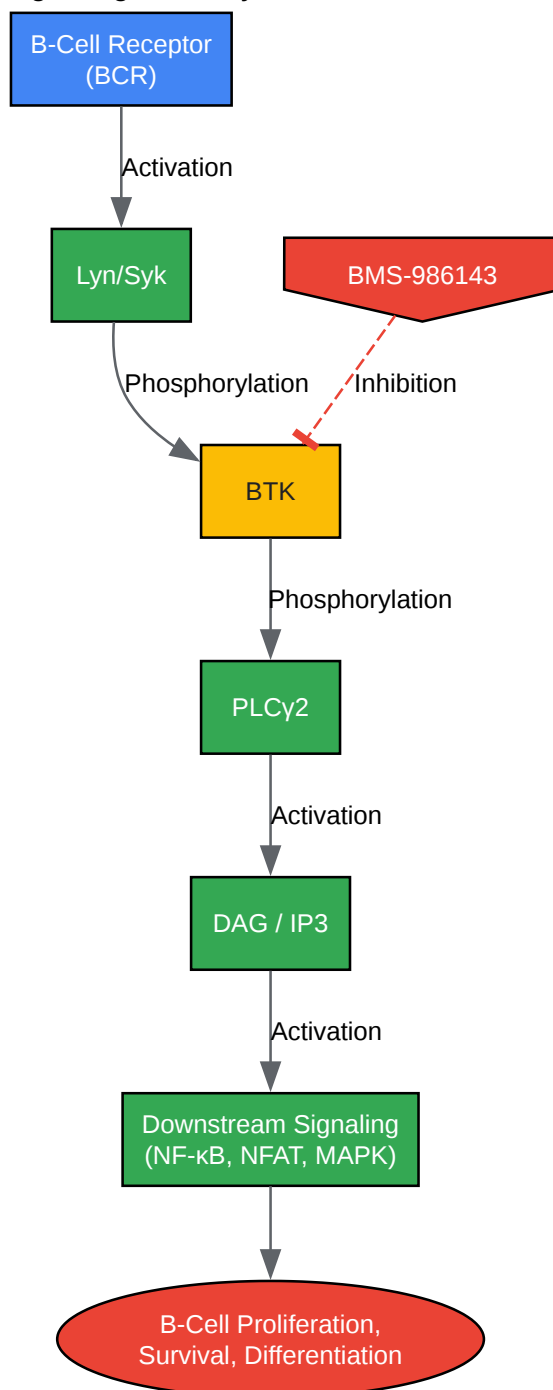 B-Cell Receptor
(BCR)
Activation
Lyn/Syk
BMS-986143
Phosphorylation
Inhibition
BTK
Phosphorylation
PLCγ2
Activation
DAG / IP3
Activation
Downstream Signaling
(NF-κB, NFAT, MAPK)
B-Cell Proliferation,
Survival, Differentiation